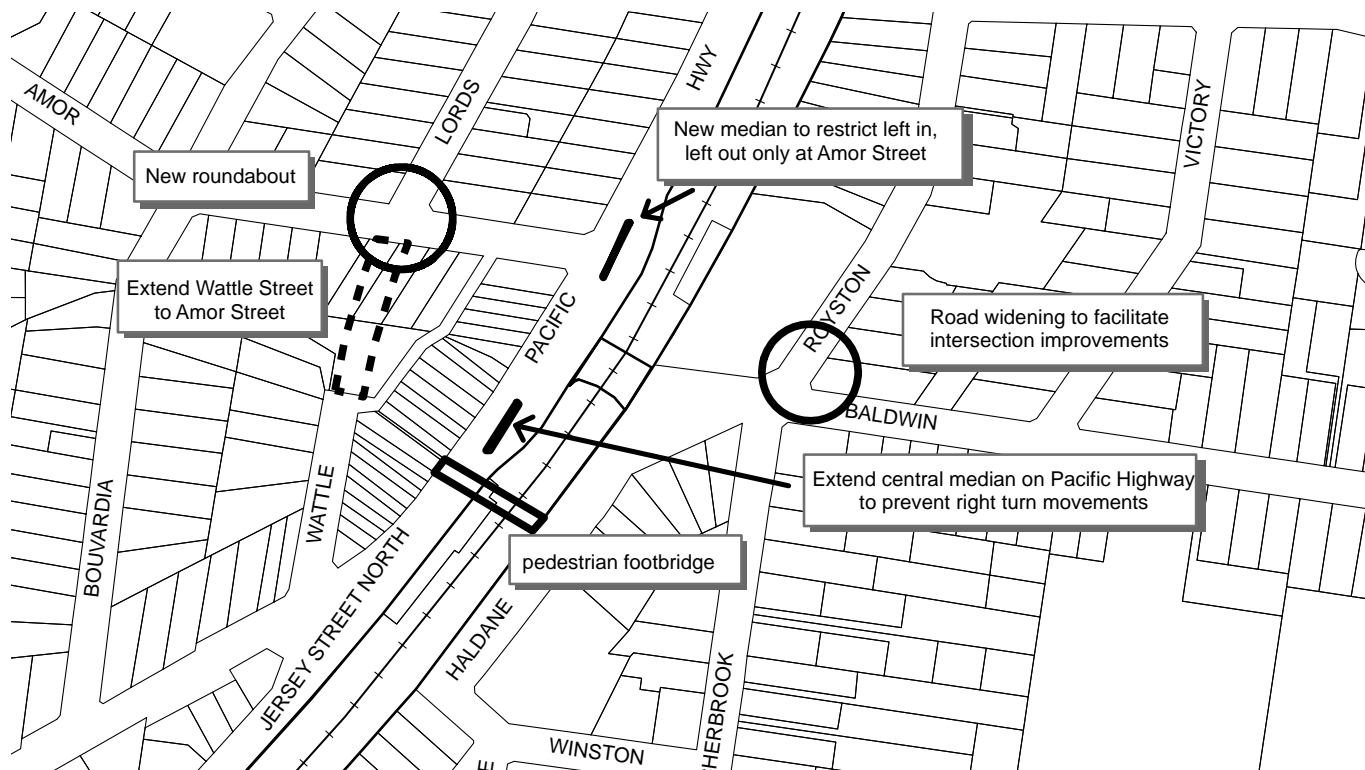 AMOR
LORDS
HWY
New median to restrict left in,
left out only at Amor Street
VICTORY
New roundabout
Extend Wattle Street
to Amor Street
PACIFIC
ROYSTON
Road widening to facilitate
intersection improvements
BALDWIN
Extend central median on Pacific Highway
to prevent right turn movements
BOUVARDIA
WATTLE
JERSEY STREET NORTH
pedestrian footbridge
HALDANE
HERBROOK
WINSTON
E